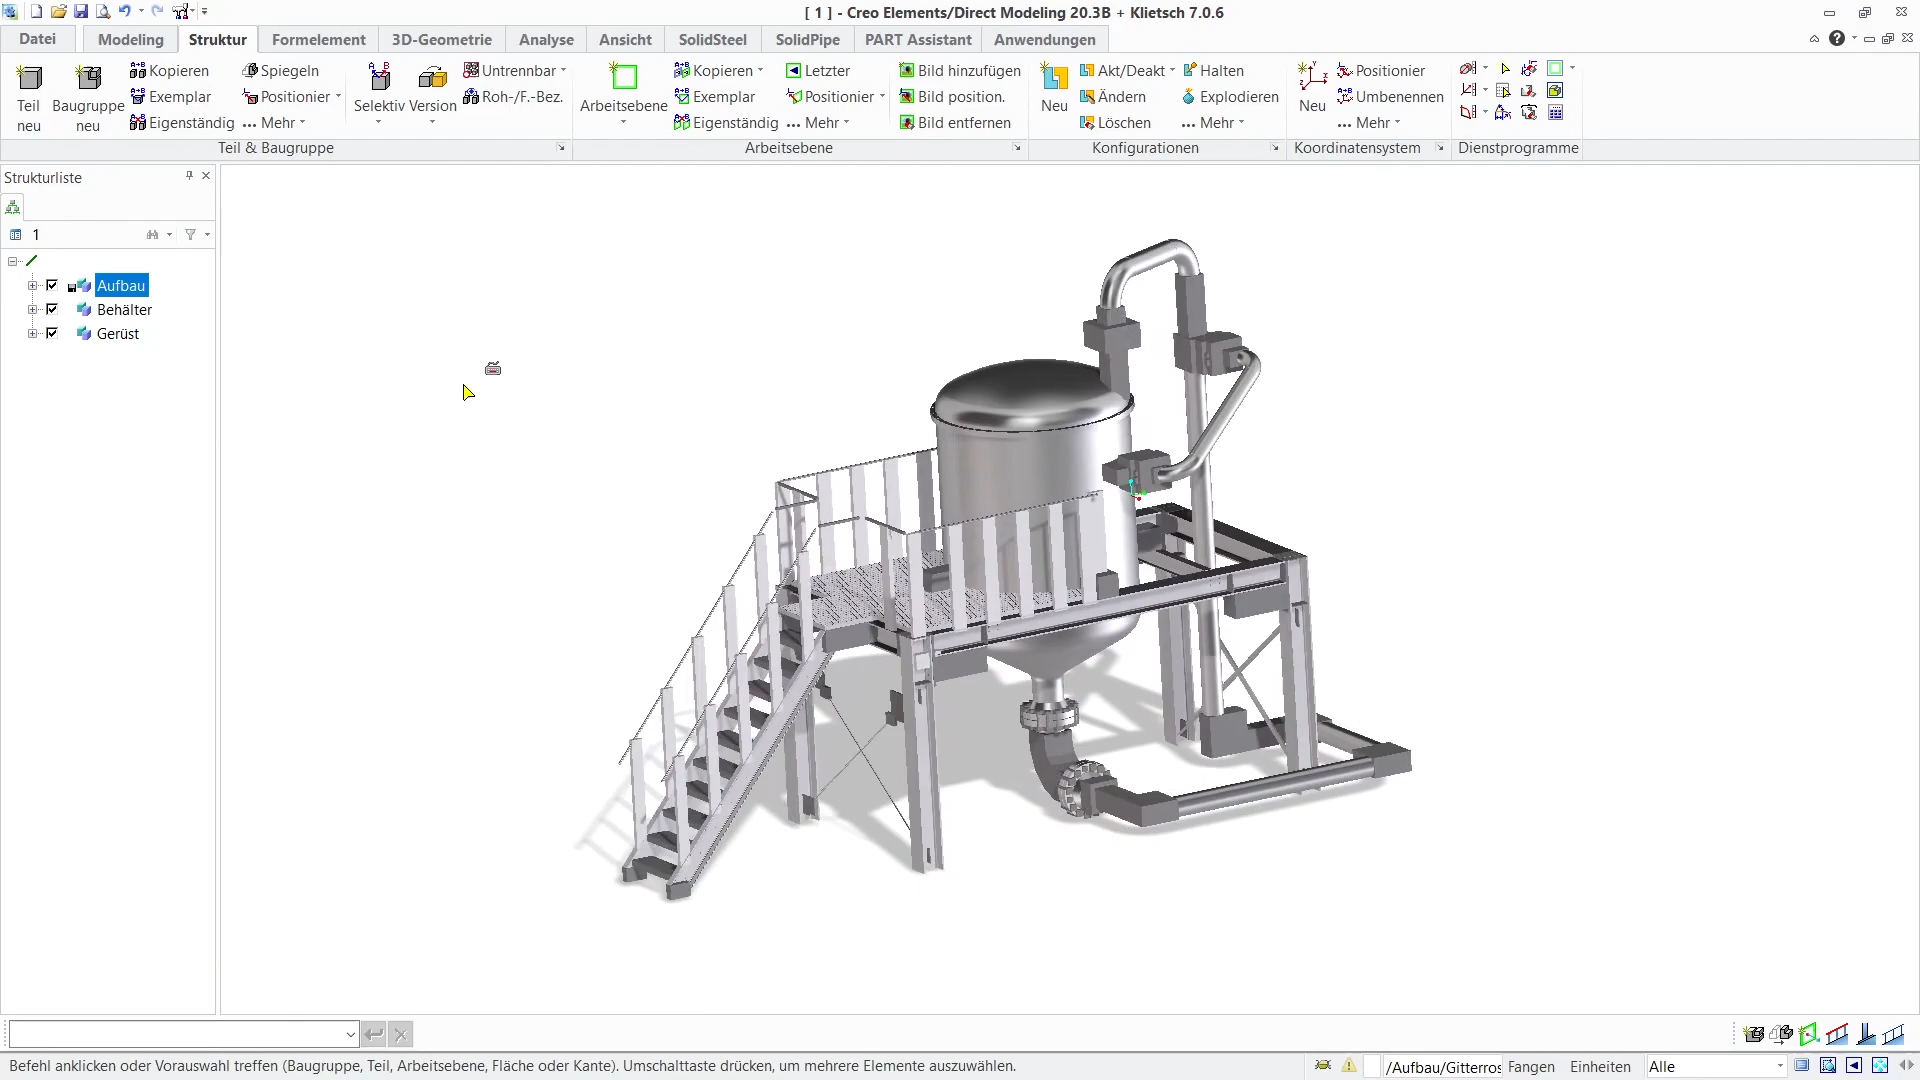 [ 1 ] - Creo Elements/Direct Modeling 20.3B + Klietsch 7.0.6
Datei Modeling Struktur Formelement 3D-Geometrie Analyse Ansicht SolidSteel SolidPipe PART Assistant Anwendungen
Teil neu
Baugruppe neu
Kopieren
Exemplar
Eigenständig
Spiegeln
Positionier
... Mehr
Selektiv
Version
Untrennbar
Roh-/F.-Bez.
Teil & Baugruppe
Arbeitsebene
Kopieren
Exemplar
Eigenständig
Letzter
Positionier
... Mehr
Bild hinzufügen
Bild position.
Bild entfernen
Arbeitsebene
Neu
Akt/Deakt
Ändern
Löschen
Halten
Explodieren
... Mehr
Konfigurationen
Neu
Positionier
Umbenennen
... Mehr
Koordinatensystem
Dienstprogramme
Strukturliste
1
Aufbau
Behälter
Gerüst
Befehl anklicken oder Vorauswahl treffen (Baugruppe, Teil, Arbeitsebene, Fläche oder Kante). Umschalttaste drücken, um mehrere Elemente auszuwählen.
/Aufbau/Gitterros Fangen Einheiten Alle